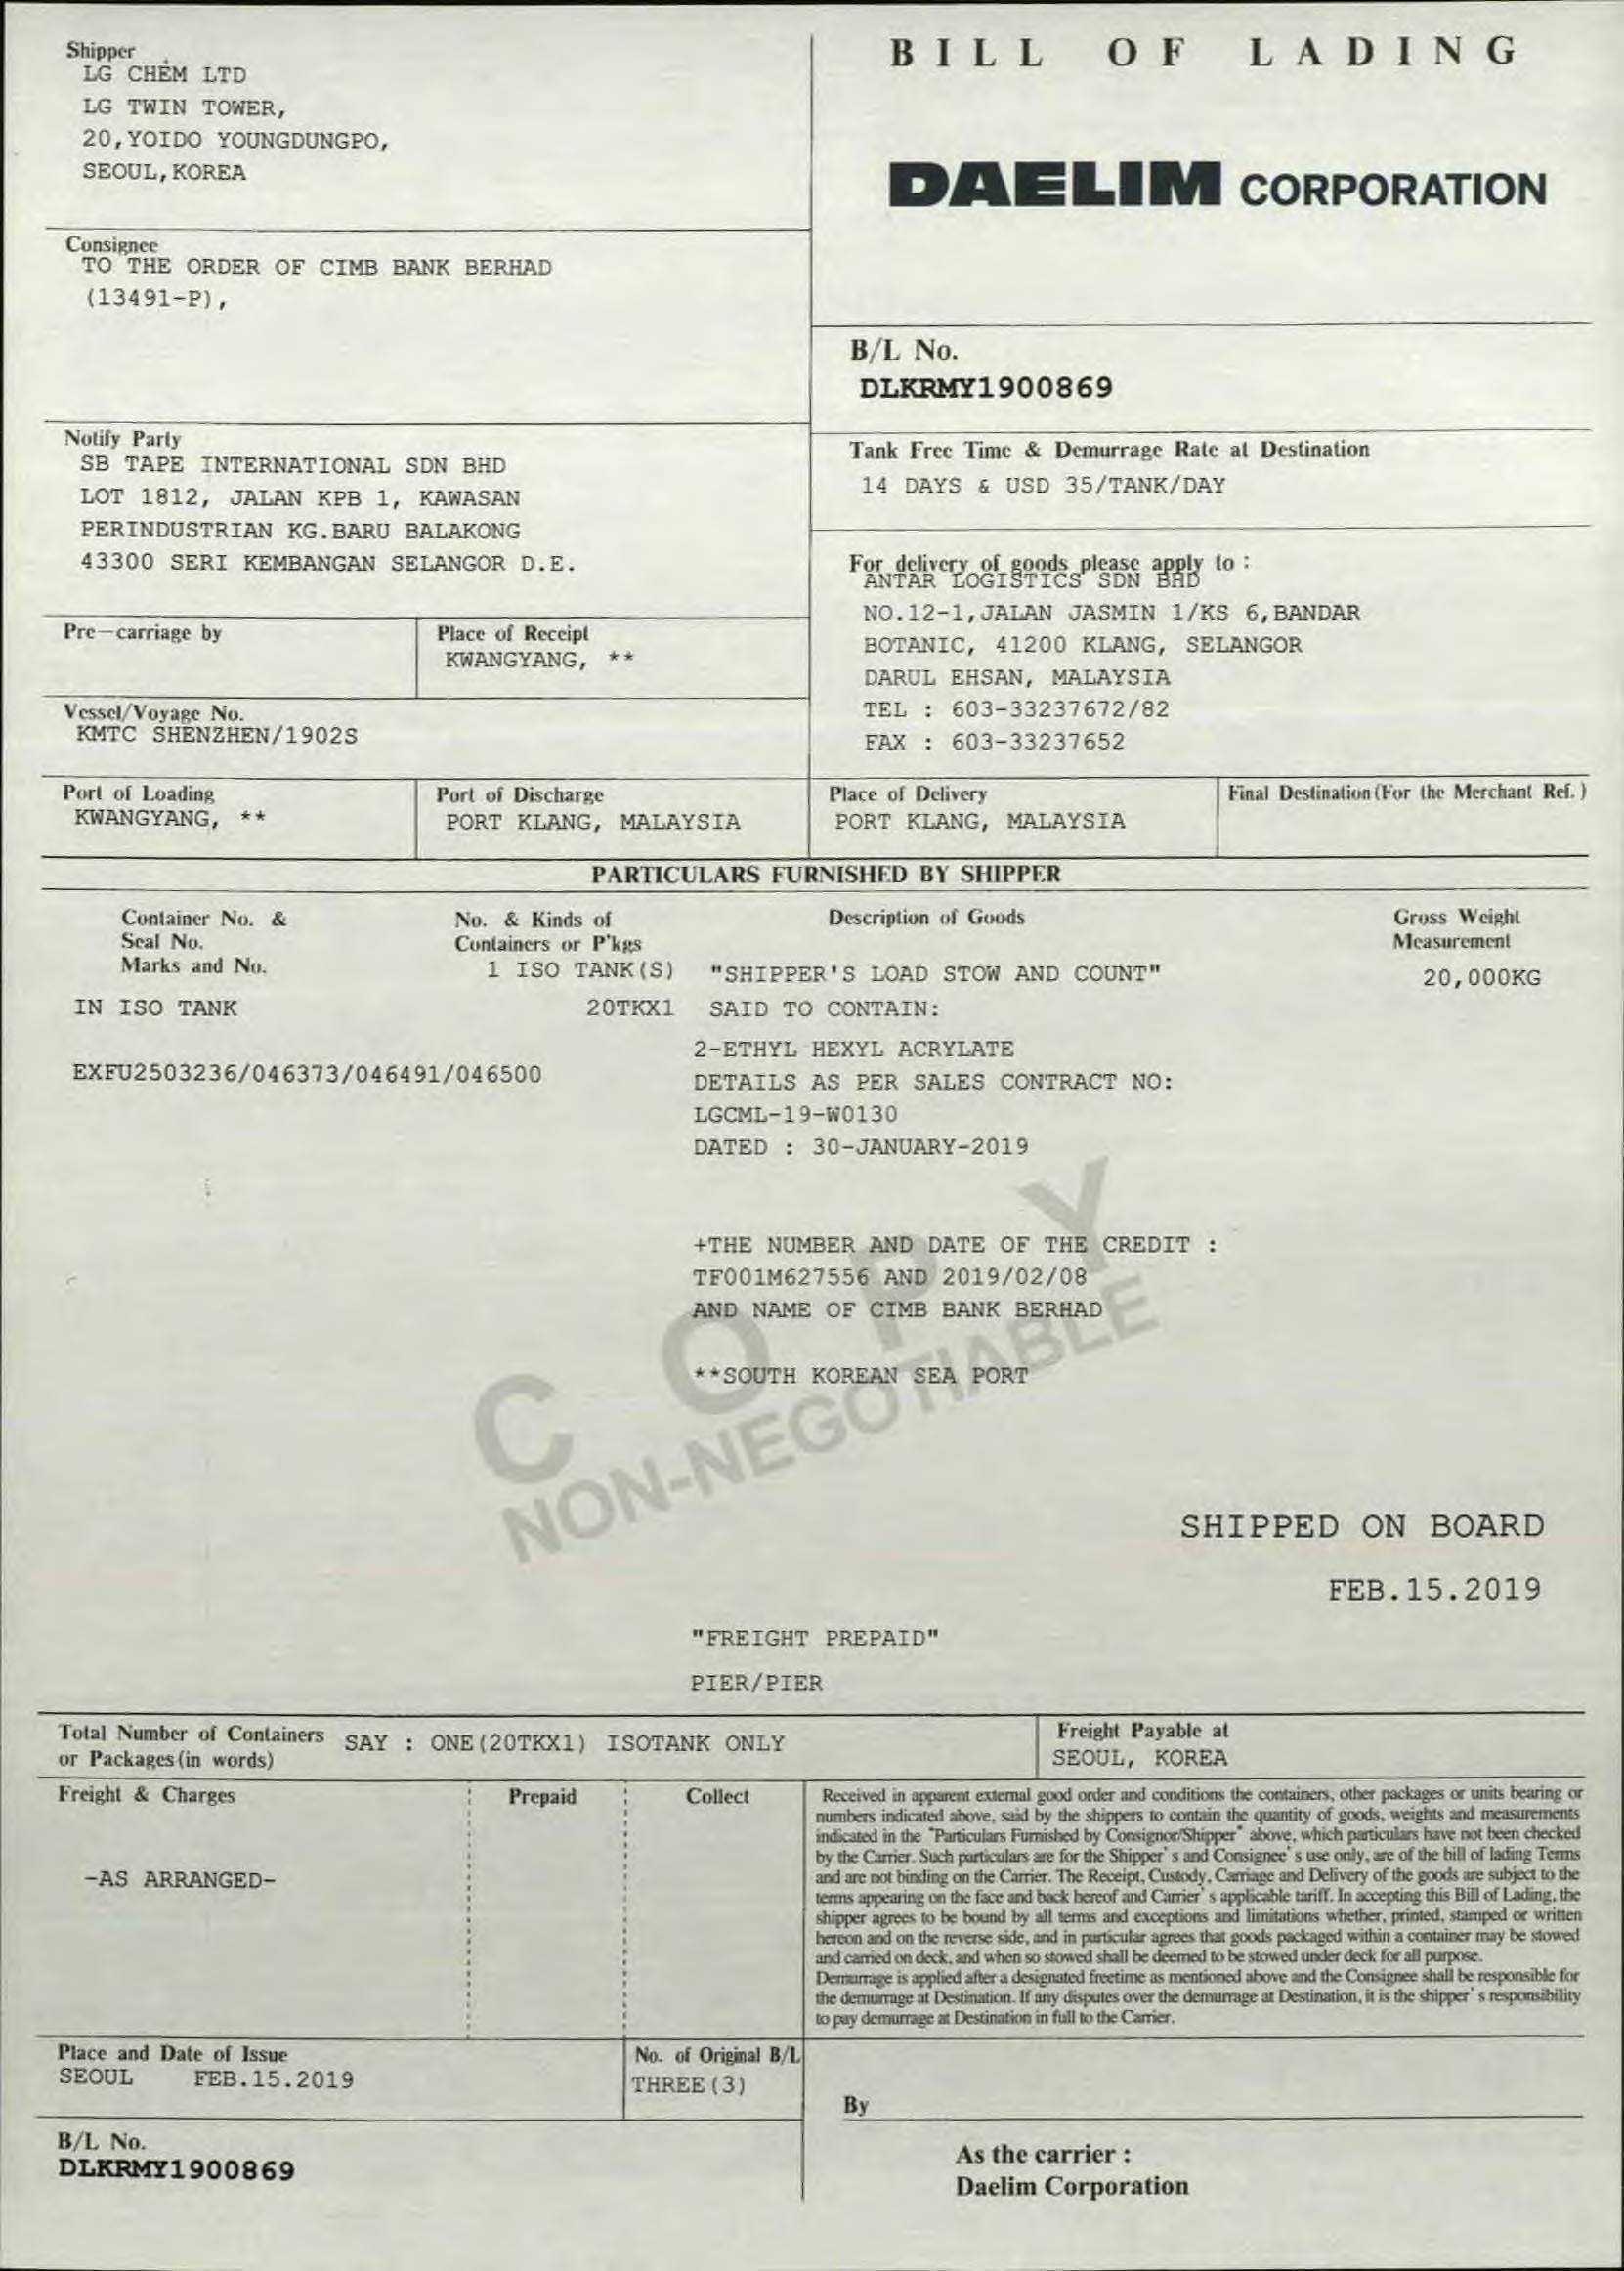 BILL OF LADING
Shipper
LG CHEM LTD
LG TWIN TOWER,
20,YOIDO YOUNGDUNGPO,
SEOUL,KOREA
DAELIM CORPORATION
Consignee
TO THE ORDER OF CIMB BANK BERHAD
(13491-P),
B/L No.
DLKRMY1900869
Notify Party
SB TAPE INTERNATIONAL SDN BHD
LOT 1812, JALAN KPB 1, KAWASAN
PERINDUSTRIAN KG.BARU BALAKONG
43300 SERI KEMBANGAN SELANGOR D.E.
Tank Free Time & Demurrage Rate at Destination
14 DAYS & USD 35/TANK/DAY
For delivery of goods please apply to :
ANTAR LOGISTICS SDN BHD
NO.12-1,JALAN JASMIN 1/KS 6,BANDAR
BOTANIC, 41200 KLANG, SELANGOR
DARUL EHSAN, MALAYSIA
TEL : 603-33237672/82
FAX : 603-33237652
Pre-carriage by
Place of Receipt
KWANGYANG, **
Vessel/Voyage No.
KMTC SHENZHEN/1902S
Port of Loading
KWANGYANG, **
Port of Discharge
PORT KLANG, MALAYSIA
Place of Delivery
PORT KLANG, MALAYSIA
Final Destination(For the Merchant Ref.)
PARTICULARS FURNISHED BY SHIPPER
Container No. &
Seal No.
Marks and No.
No. & Kinds of
Containers or P'kgs
Description of Goods
Gross Weight
Measurement
1 ISO TANK(S) "SHIPPER'S LOAD STOW AND COUNT" 20,000KG
IN ISO TANK 20TKX1 SAID TO CONTAIN:
2-ETHYL HEXYL ACRYLATE
EXFU2503236/046373/046491/046500
DETAILS AS PER SALES CONTRACT NO:
LGCML-19-W0130
DATED : 30-JANUARY-2019
+THE NUMBER AND DATE OF THE CREDIT :
TF001M627556 AND 2019/02/08
AND NAME OF CIMB BANK BERHAD
**SOUTH KOREAN SEA PORT
COPY
NON-NEGOTIABLE
SHIPPED ON BOARD
FEB.15.2019
"FREIGHT PREPAID"
PIER/PIER
Total Number of Containers
or Packages(in words)
SAY : ONE(20TKX1) ISOTANK ONLY
Freight Payable at
SEOUL, KOREA
Freight & Charges
Prepaid
Collect
-AS ARRANGED-
Received in apparent external good order and conditions the containers, other packages or units bearing or
numbers indicated above, said by the shippers to contain the quantity of goods, weights and measurements
indicated in the "Particulars Furnished by Consignor/Shipper" above, which particulars have not been checked
by the Carrier. Such particulars are for the Shipper's and Consignee's use only, are of the bill of lading Terms
and are not binding on the Carrier. The Receipt, Custody, Carriage and Delivery of the goods are subject to the
terms appearing on the face and back hereof and Carrier's applicable tariff. In accepting this Bill of Lading, the
shipper agrees to be bound by all terms and exceptions and limitations whether, printed, stamped or written
hereon and on the reverse side, and in particular agrees that goods packaged within a container may be stowed
and carried on deck, and when so stowed shall be deemed to be stowed under deck for all purpose.
Demurrage is applied after a designated freetime as mentioned above and the Consignee shall be responsible for
the demurrage at Destination. If any disputes over the demurrage at Destination, it is the shipper's responsibility
to pay demurrage at Destination in full to the Carrier.
Place and Date of Issue
SEOUL FEB.15.2019
No. of Original B/L
THREE(3)
By
B/L No.
DLKRMY1900869
As the carrier :
Daelim Corporation